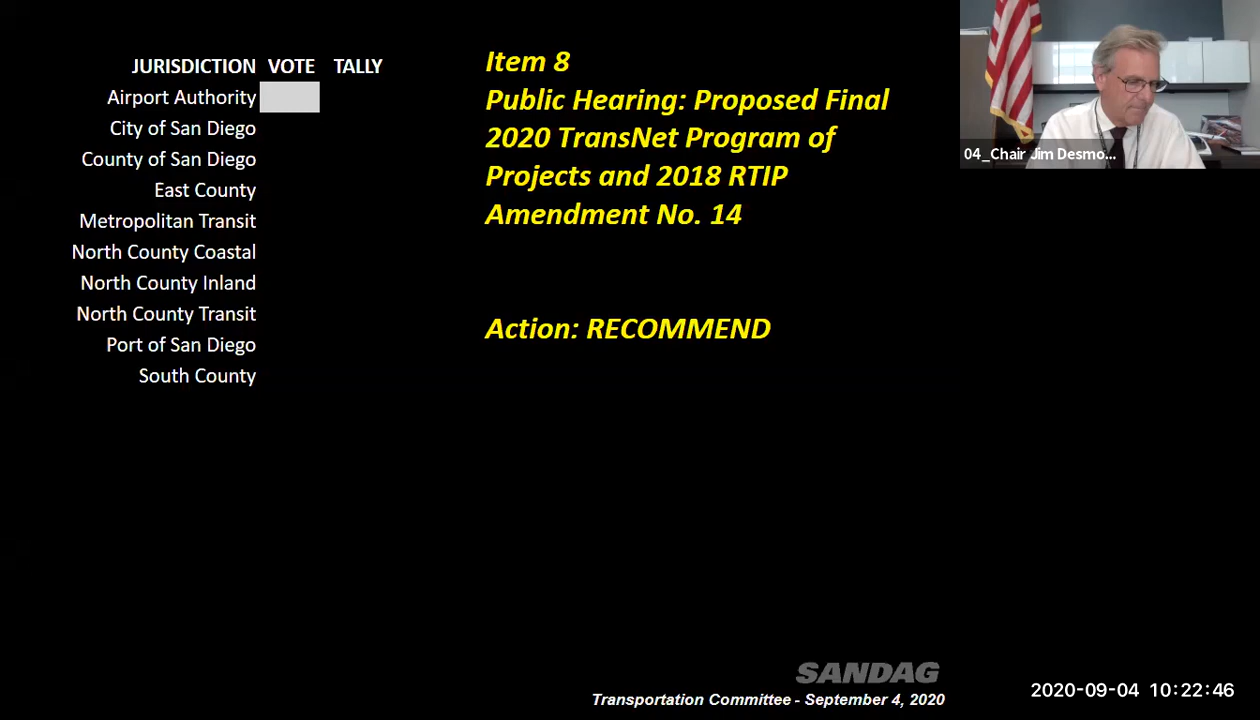 JURISDICTION VOTE TALLY
Airport Authority
City of San Diego
County of San Diego
East County
Metropolitan Transit
North County Coastal
North County Inland
North County Transit
Port of San Diego
South County
Item 8
Public Hearing: Proposed Final
2020 TransNet Program of
Projects and 2018 RTIP
Amendment No. 14
Action: RECOMMEND
04_Chair Jim Desmo...
SANDAG
Transportation Committee - September 4, 2020
2020-09-04 10:22:46